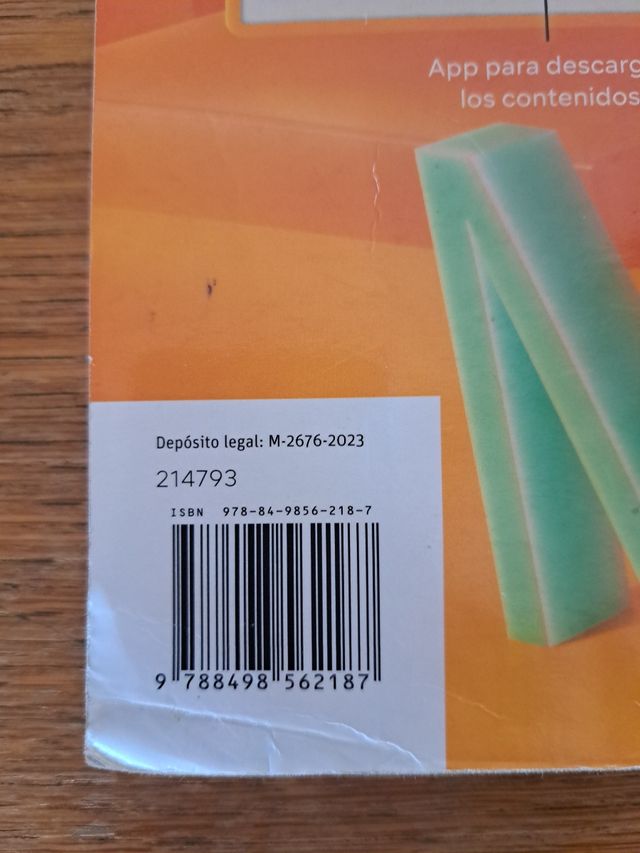 App para descarg
los contenidos
Depósito legal: M-2676-2023
214793
ISBN 978-84-9856-218-7
9 788498 562187